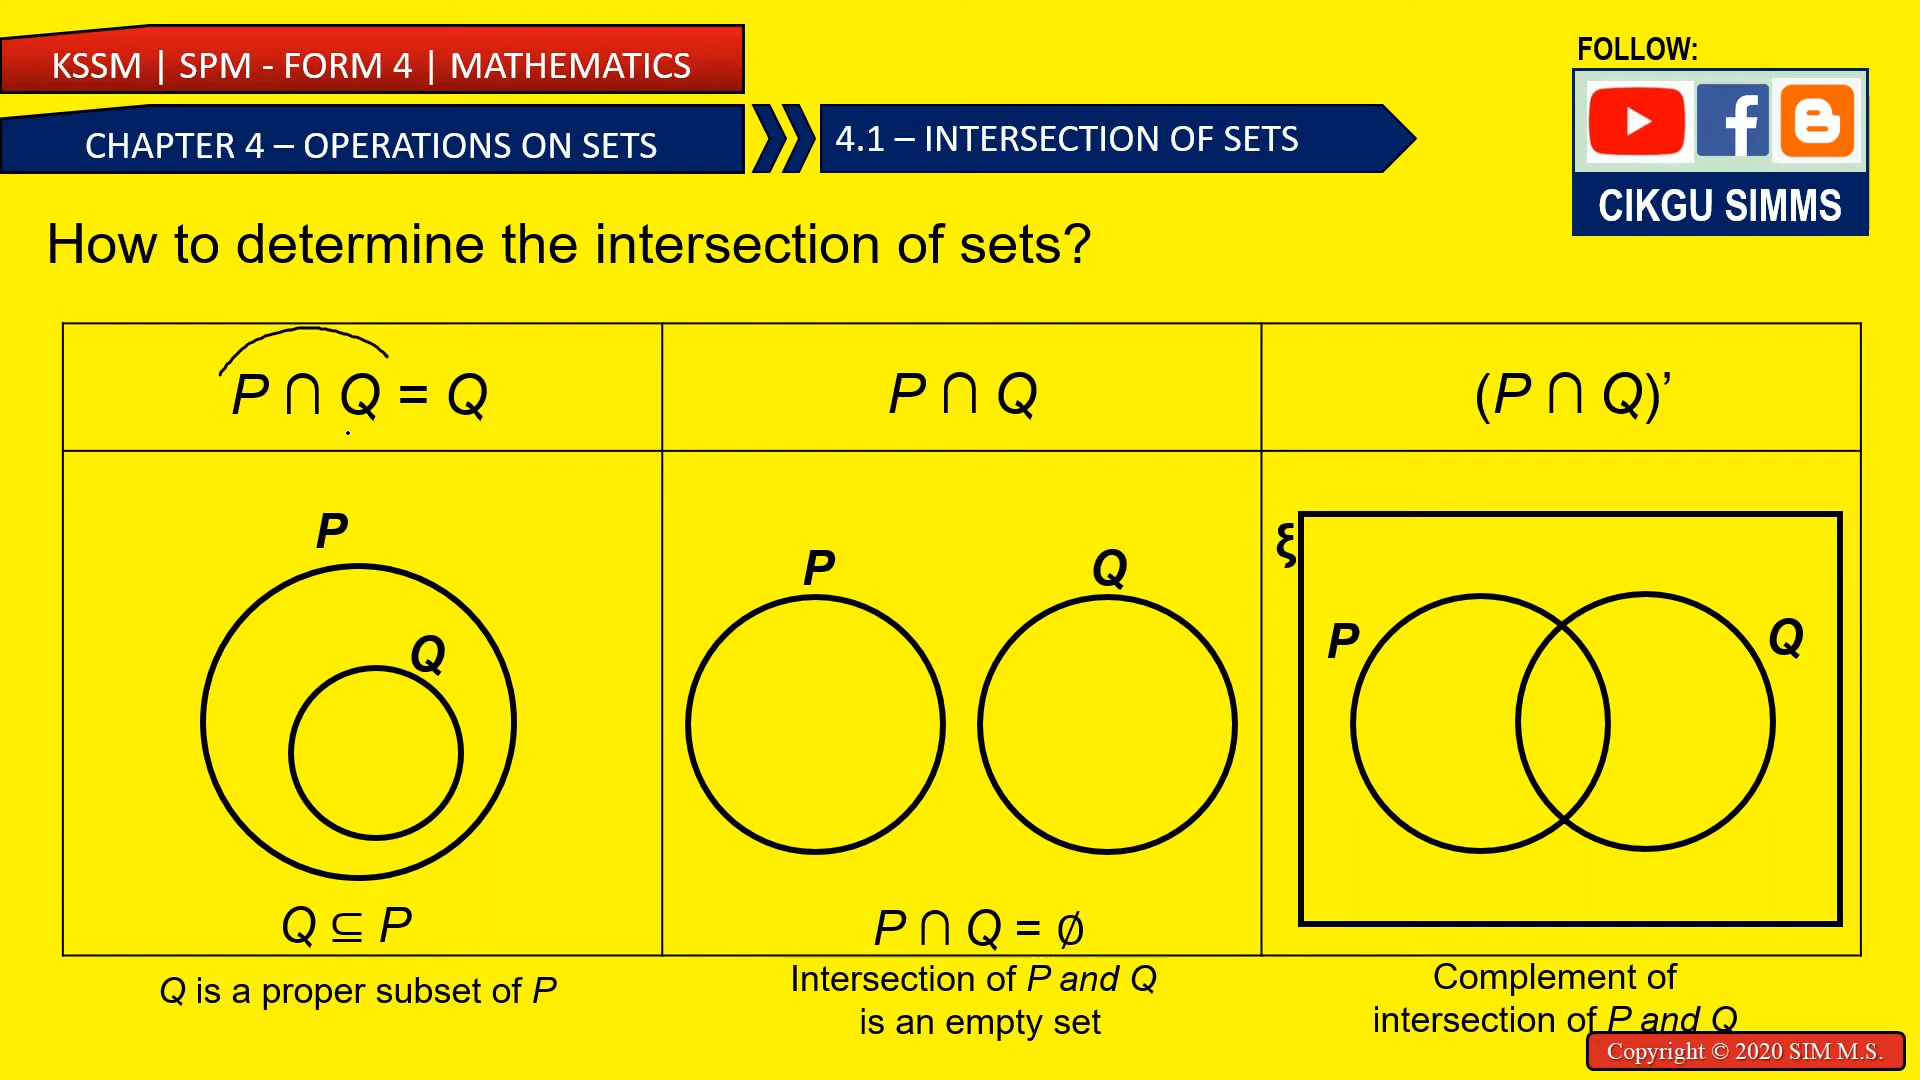 KSSM | SPM - FORM 4 | MATHEMATICS
CHAPTER 4 – OPERATIONS ON SETS
4.1 – INTERSECTION OF SETS
FOLLOW:
CIKGU SIMMS
How to determine the intersection of sets?
P ∩ Q = Q
P ∩ Q
(P ∩ Q)’
P
Q
Q ⊆ P
P
Q
P ∩ Q = ∅
ξ
P
Q
Q is a proper subset of P
Intersection of P and Q
is an empty set
Complement of
intersection of P and Q
Copyright © 2020 SIM M.S.